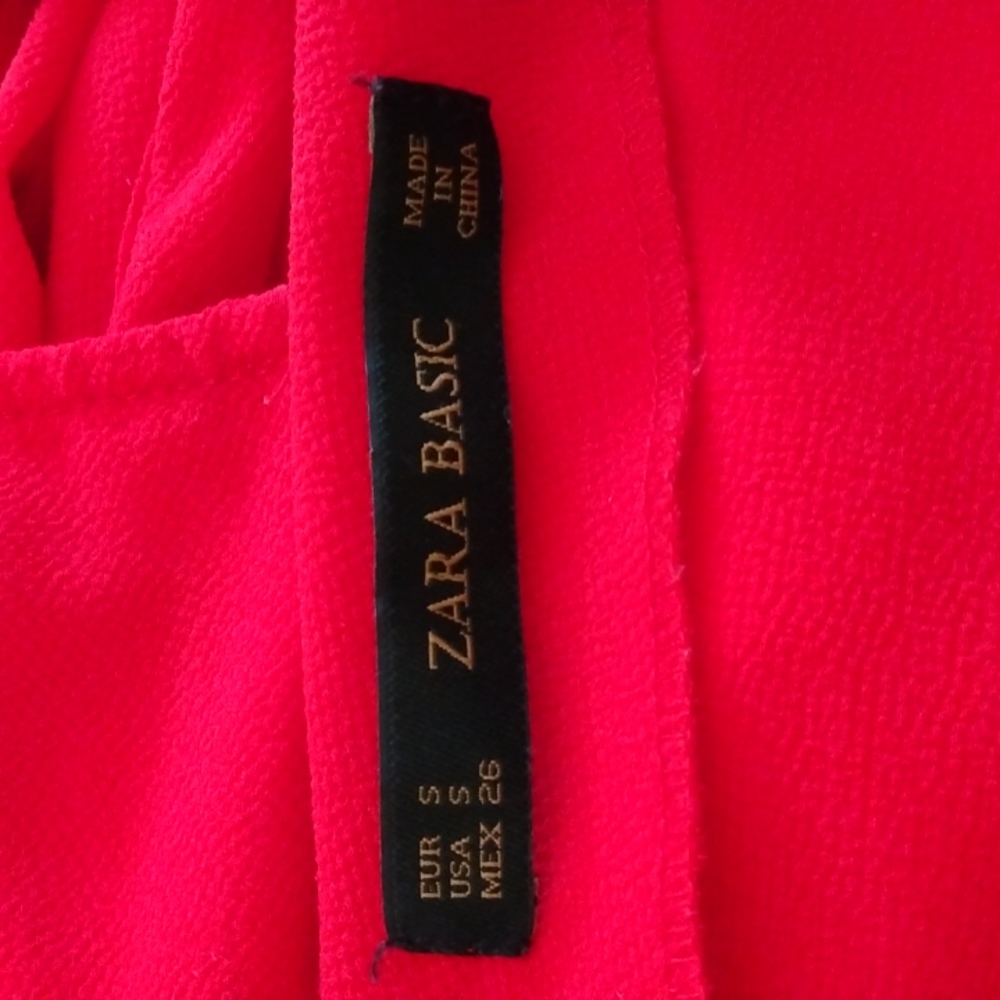 EUR S
USA S
MEX 26
ZARA BASIC
MADE
IN
CHINA